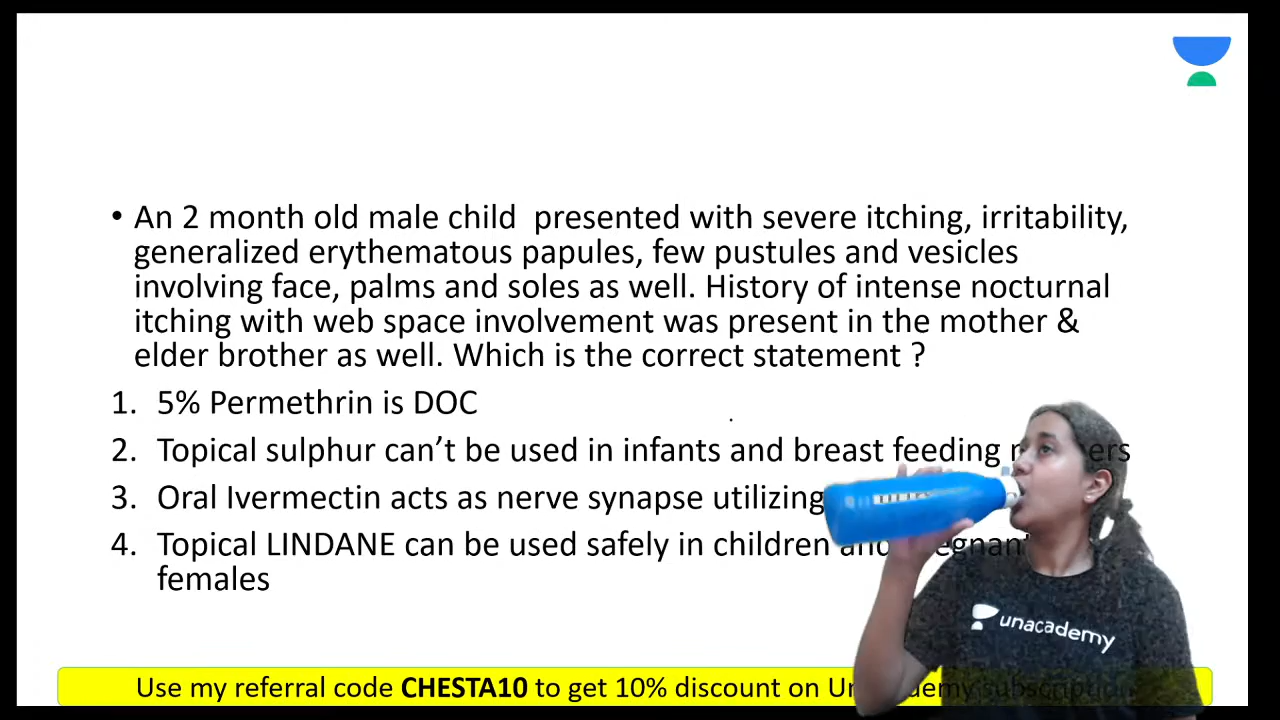 • An 2 month old male child presented with severe itching, irritability,
generalized erythematous papules, few pustules and vesicles
involving face, palms and soles as well. History of intense nocturnal
itching with web space involvement was present in the mother &
elder brother as well. Which is the correct statement ?
1. 5% Permethrin is DOC
2. Topical sulphur can’t be used in infants and breast feeding
3. Oral Ivermectin acts as nerve synapse utilizing
4. Topical LINDANE can be used safely in children and pregnant
females
unacademy
Use my referral code CHESTA10 to get 10% discount on Unacademy subscription